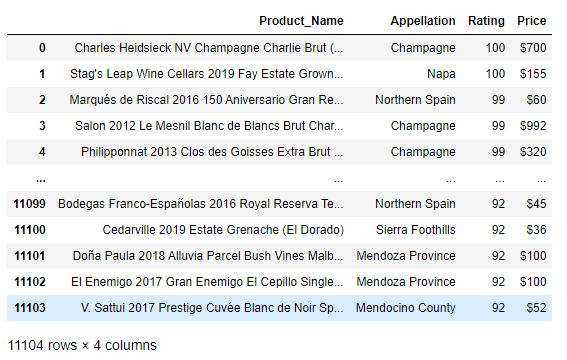 Product_Name Appellation Rating Price
0 Charles Heidsieck NV Champagne Charlie Brut (... Champagne 100 $700
1 Stag's Leap Wine Cellars 2019 Fay Estate Grown... Napa 100 $155
2 Marqués de Riscal 2016 150 Aniversario Gran Re... Northern Spain 99 $60
3 Salon 2012 Le Mesnil Blanc de Blancs Brut Char... Champagne 99 $992
4 Philipponnat 2013 Clos des Goisses Extra Brut ... Champagne 99 $320
... ... ... ... ...
11099 Bodegas Franco-Españolas 2016 Royal Reserva Te... Northern Spain 92 $45
11100 Cedarville 2019 Estate Grenache (El Dorado) Sierra Foothills 92 $36
11101 Doña Paula 2018 Alluvia Parcel Bush Vines Malb... Mendoza Province 92 $100
11102 El Enemigo 2017 Gran Enemigo El Cepillo Single... Mendoza Province 92 $100
11103 V. Sattui 2017 Prestige Cuvée Blanc de Noir Sp... Mendocino County 92 $52
11104 rows × 4 columns